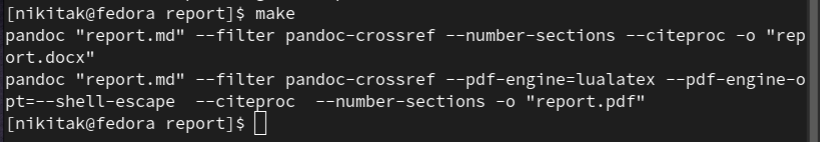 [nikitak@fedora report]$ make
pandoc "report.md" --filter pandoc-crossref --number-sections --citeproc -o "rep
ort.docx"
pandoc "report.md" --filter pandoc-crossref --pdf-engine=lualatex --pdf-engine-o
pt=--shell-escape  --citeproc  --number-sections -o "report.pdf"
[nikitak@fedora report]$